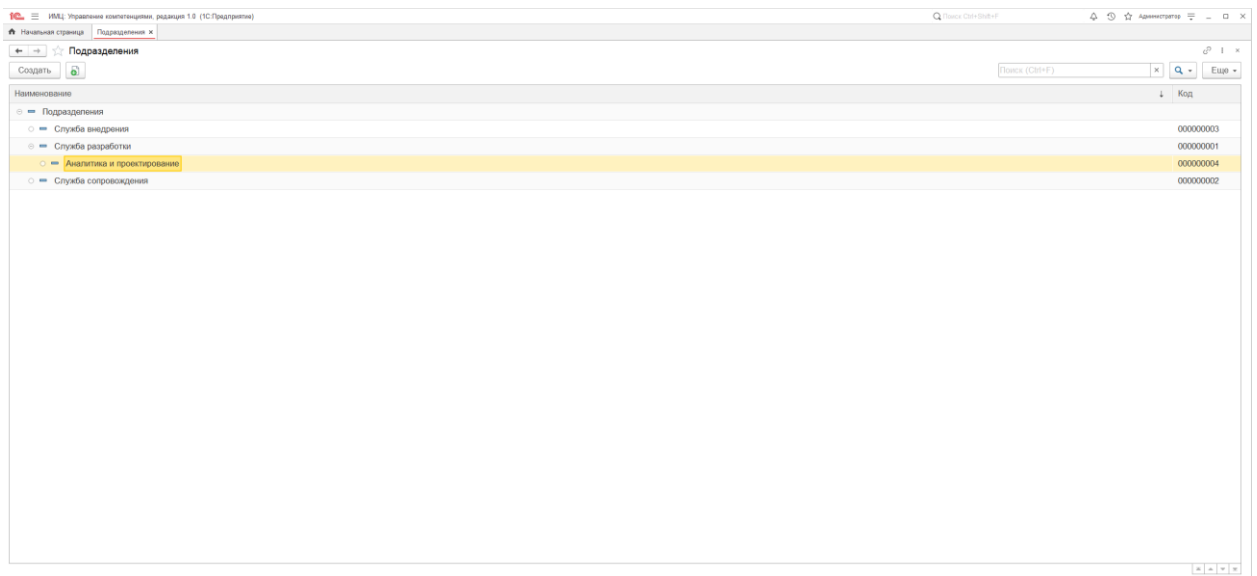 1С ИМЦ: Управление компетенциями, редакция 1.0 (1С:Предприятие) Поиск Ctrl+Shift+F Администратор
Начальная страница Подразделения ×
Подразделения
Создать Поиск (Ctrl+F) × Еще
Наименование ↓ Код
Подразделения
Служба внедрения 000000003
Служба разработки 000000001
Аналитика и проектирование 000000004
Служба сопровождения 000000002